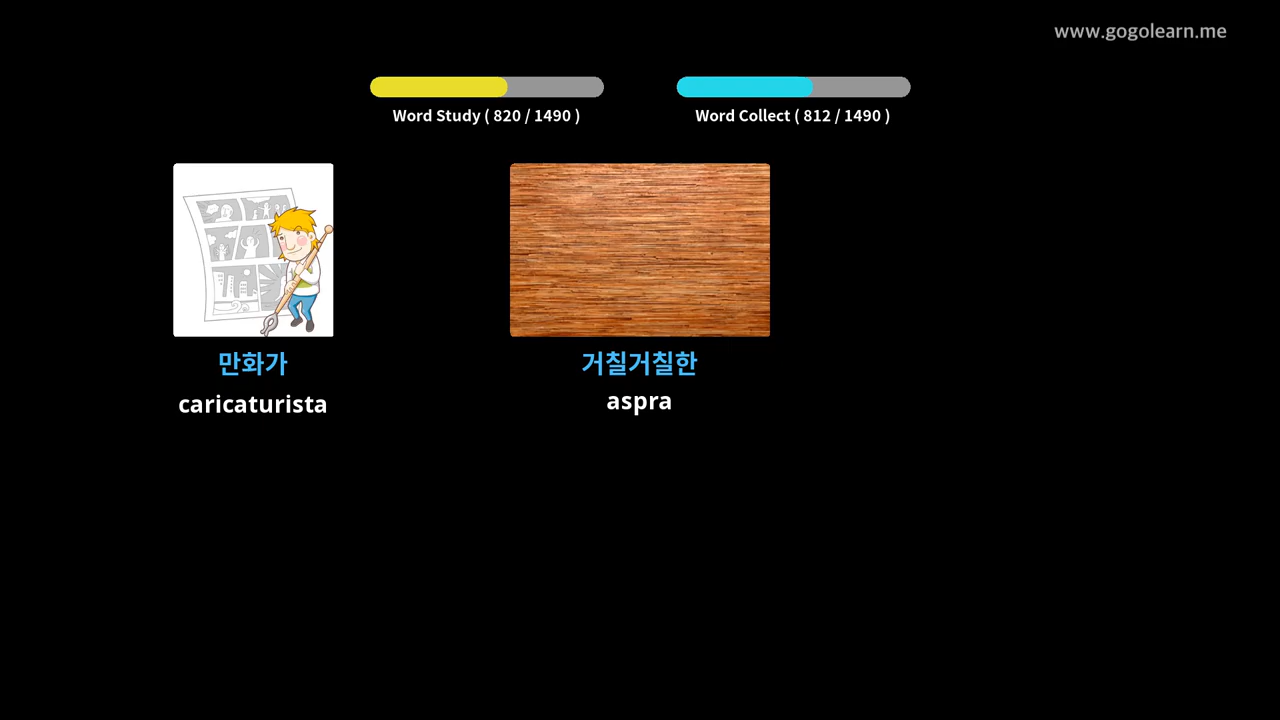 www.gogolearn.me
Word Study ( 820 / 1490 )
Word Collect ( 812 / 1490 )
만화가
caricaturista
거칠거칠한
aspra